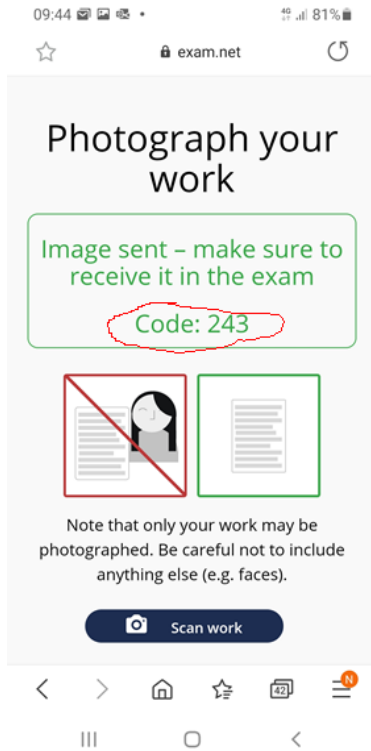 09:44
4G 81%
exam.net
Photograph your
work
Image sent – make sure to
receive it in the exam
Code: 243
Note that only your work may be
photographed. Be careful not to include
anything else (e.g. faces).
Scan work
42
N